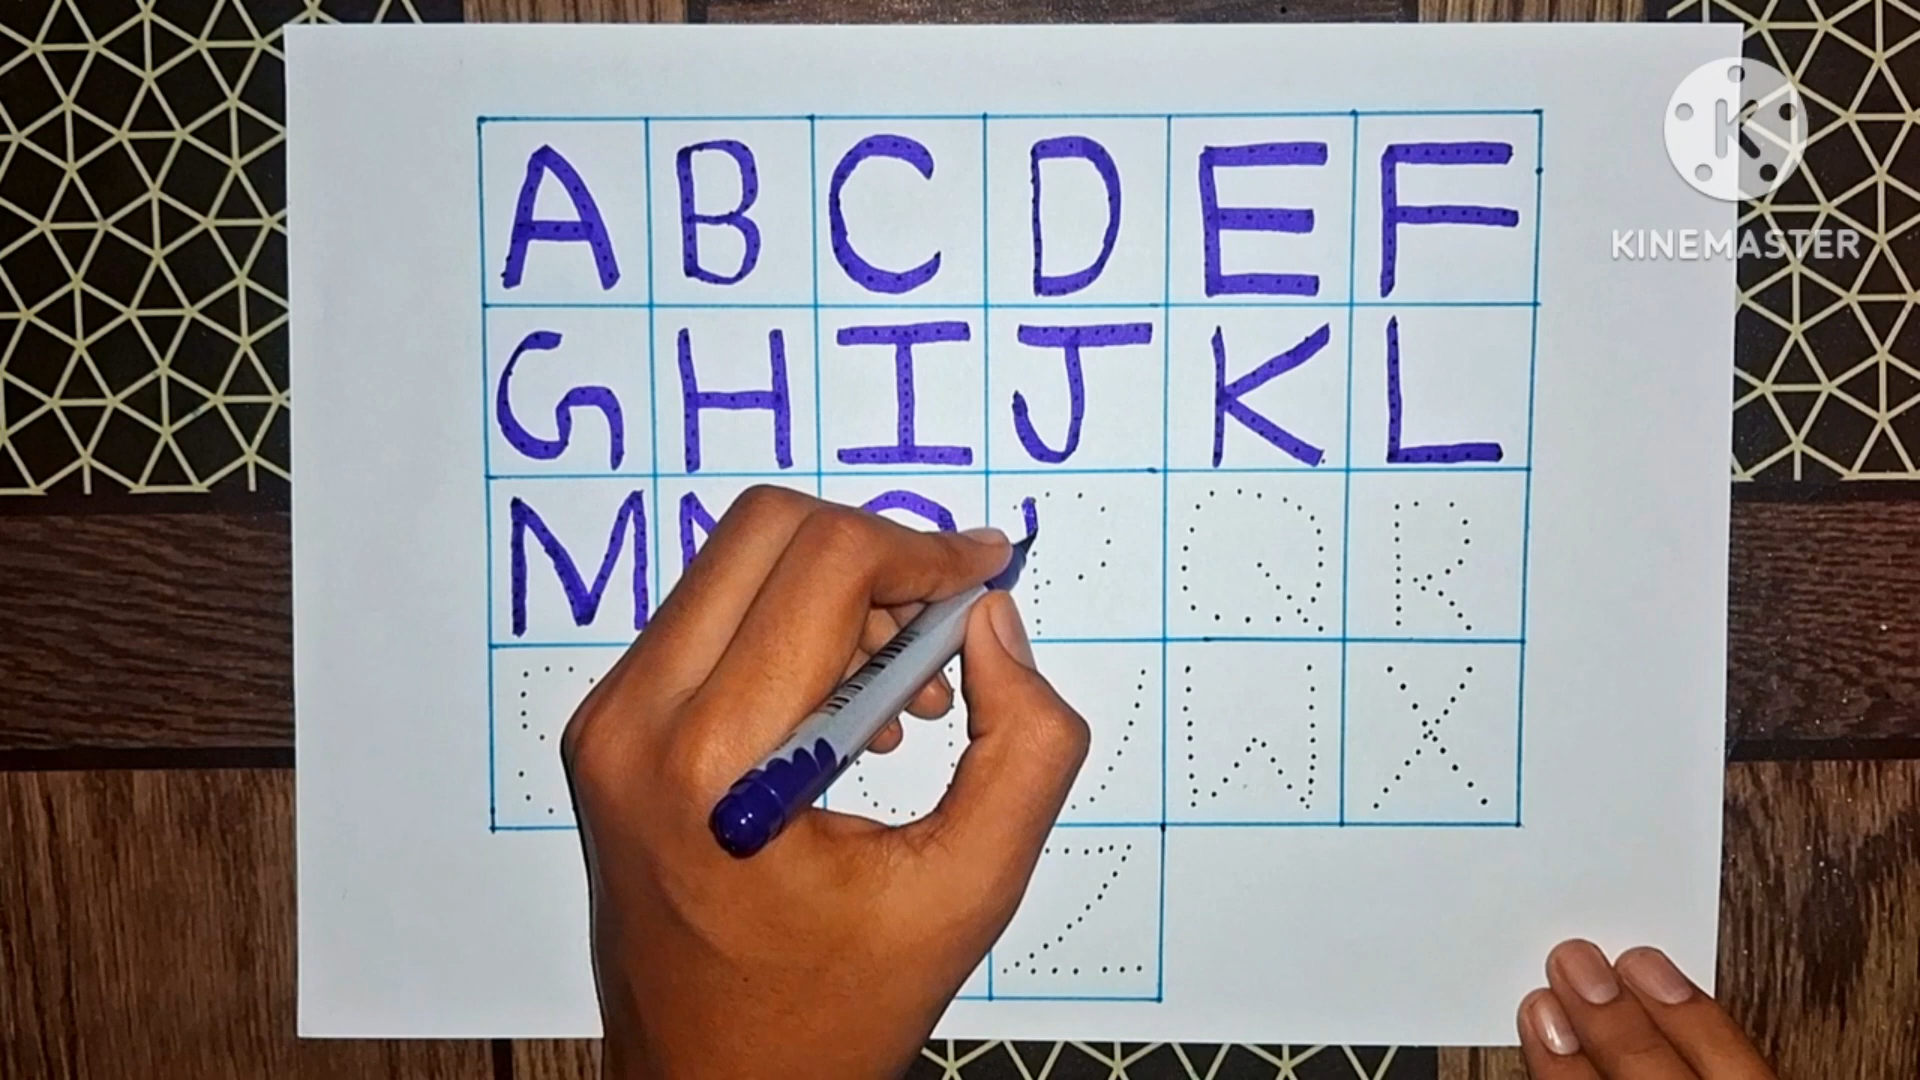 A B C D E F
K
KINEMASTER
G H I J K L
M N O P Q R
S U V W X
Z